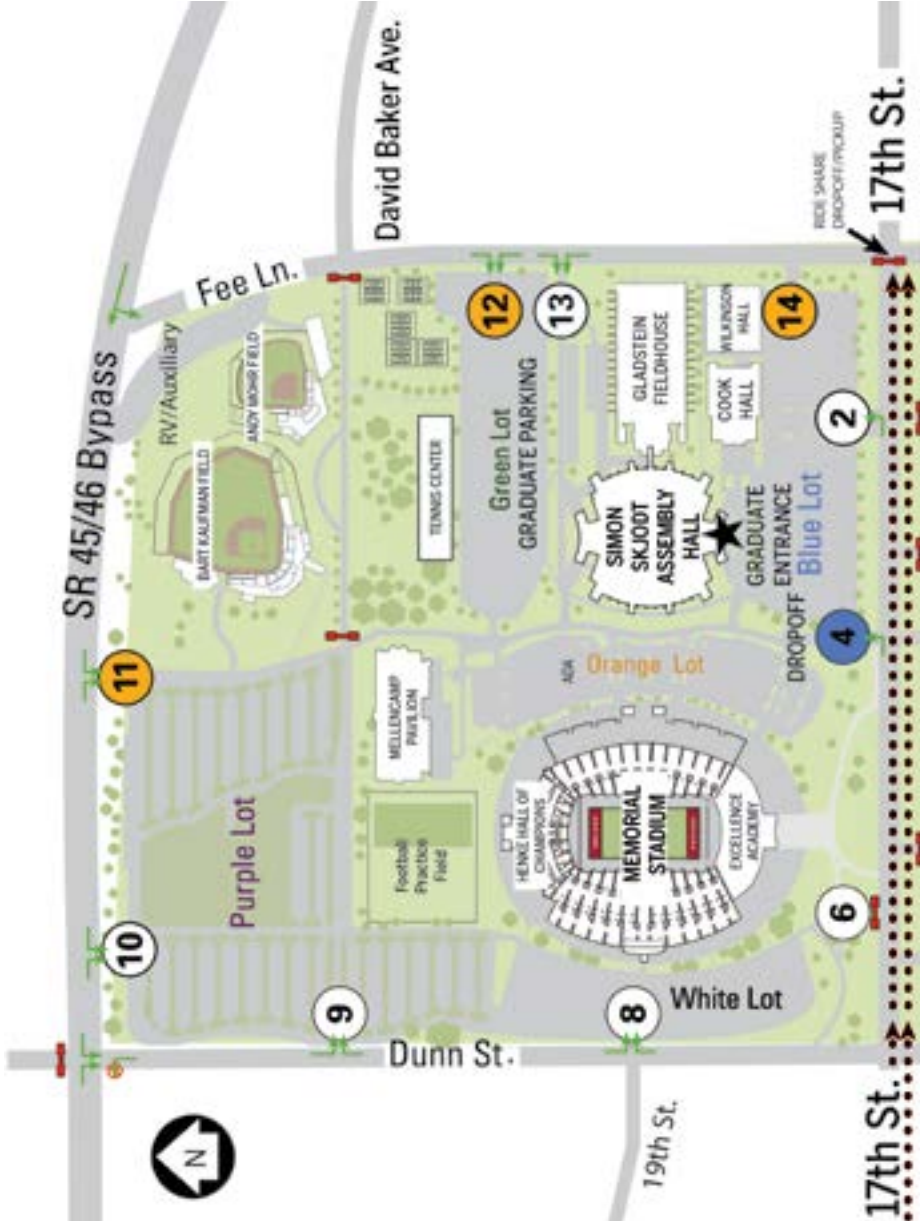 SR 45/46 Bypass
Fee Ln.
RV/Auxiliary
ANDY MOHR FIELD
BART KAUFMAN FIELD
David Baker Ave.
11
10
Purple Lot
9
Dunn St.
N
TENNIS CENTER
MELLENCAMP
PAVILION
Football
Practice
Field
Green Lot
GRADUATE PARKING
12
13
GLADSTEIN
FIELDHOUSE
WILKINSON
HALL
COOK
HALL
14
SIMON
SKJODT
ASSEMBLY
HALL
GRADUATE
ENTRANCE
Blue Lot
2
DROPOFF
4
ADA
Orange Lot
HENKE HALL OF
CHAMPIONS
MEMORIAL
STADIUM
EXCELLENCE
ACADEMY
6
White Lot
8
19th St.
17th St.
RIDE SHARE
DROPOFF/PICKUP
17th St.